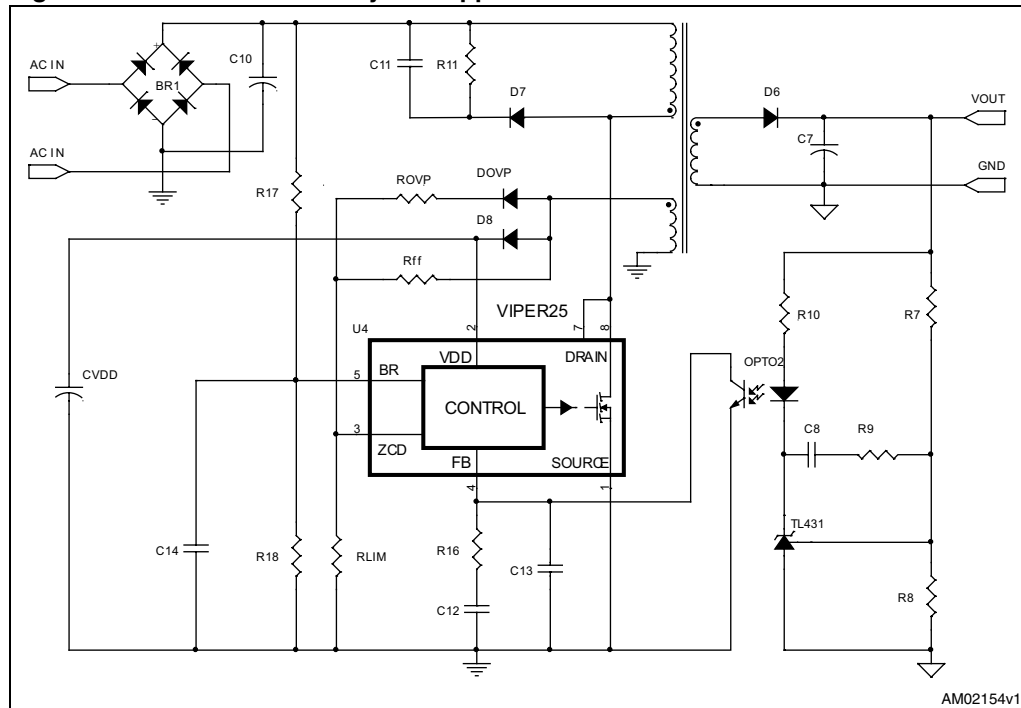 AC IN
C10
BR1
AC IN
C11
R11
D7
D6
VOUT
C7
GND
R17
ROVP
DOVP
D8
Rff
VIPER25
U4
2
7
8
VDD
DRAIN
R10
R7
OPTO2
CVDD
5
BR
CONTROL
3
ZCD
FB
SOURCE
4
1
C8
R9
TL431
C14
R18
RLIM
R16
C13
C12
R8
AM02154v1